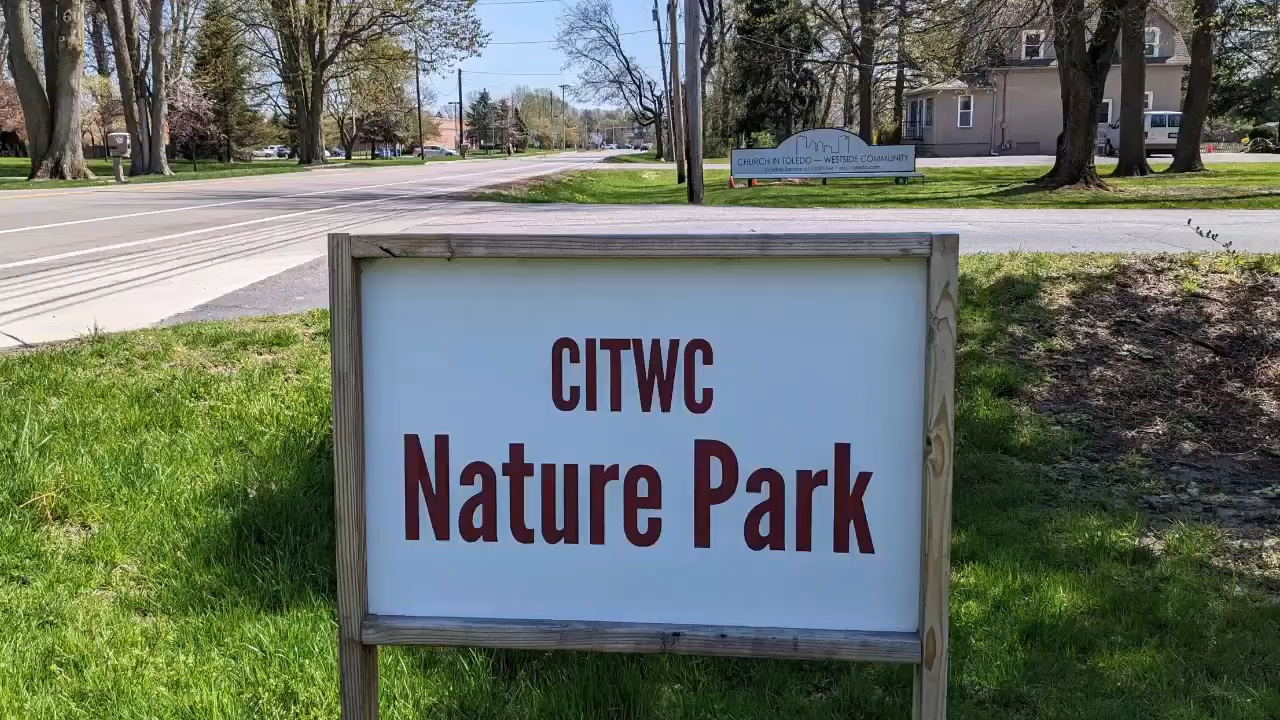 CHURCH IN TOLEDO — WESTSIDE COMMUNITY
CITWC
Nature Park